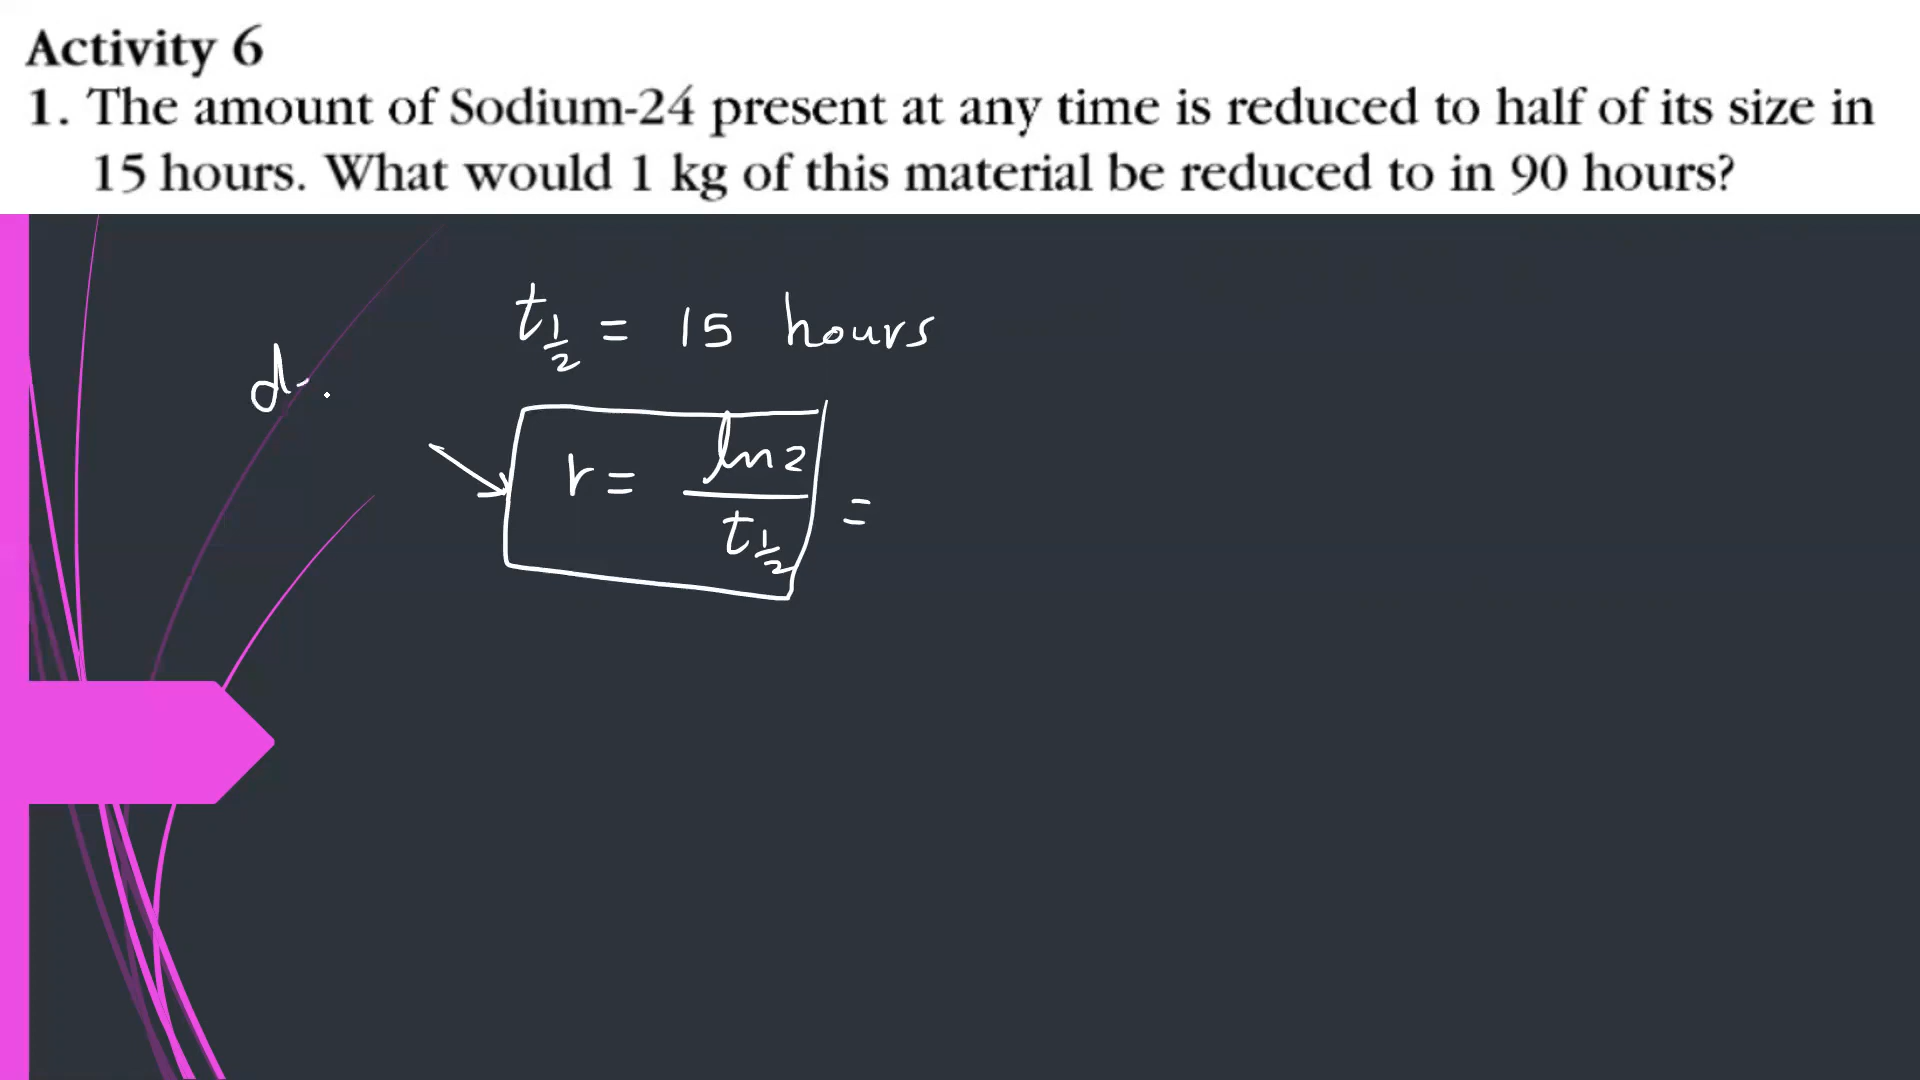 Activity 6
1. The amount of Sodium-24 present at any time is reduced to half of its size in
15 hours. What would 1 kg of this material be reduced to in 90 hours?
t½ = 15 hours
d-.
r = ln2 / t½ =